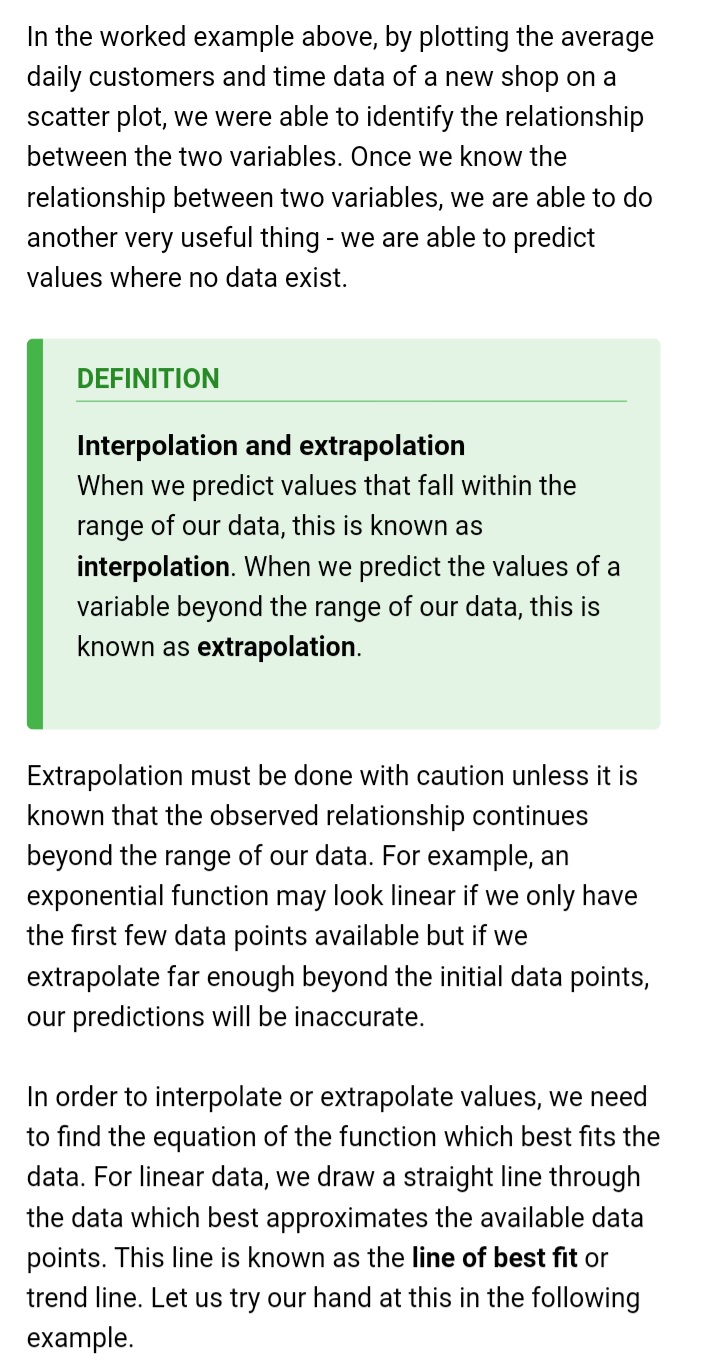 In the worked example above, by plotting the average
daily customers and time data of a new shop on a
scatter plot, we were able to identify the relationship
between the two variables. Once we know the
relationship between two variables, we are able to do
another very useful thing - we are able to predict
values where no data exist.
DEFINITION
Interpolation and extrapolation
When we predict values that fall within the
range of our data, this is known as
interpolation. When we predict the values of a
variable beyond the range of our data, this is
known as extrapolation.
Extrapolation must be done with caution unless it is
known that the observed relationship continues
beyond the range of our data. For example, an
exponential function may look linear if we only have
the first few data points available but if we
extrapolate far enough beyond the initial data points,
our predictions will be inaccurate.
In order to interpolate or extrapolate values, we need
to find the equation of the function which best fits the
data. For linear data, we draw a straight line through
the data which best approximates the available data
points. This line is known as the line of best fit or
trend line. Let us try our hand at this in the following
example.